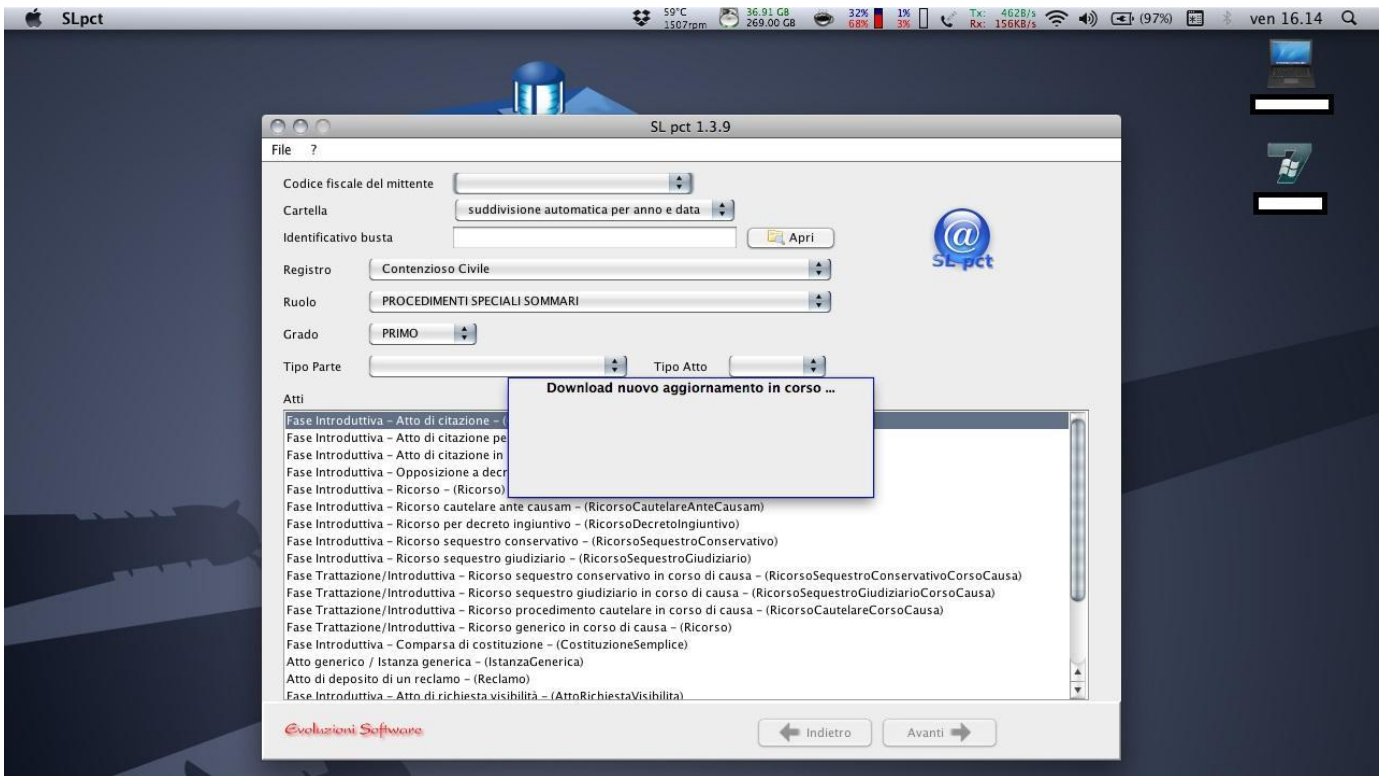 SLpct
59°C
1507rpm
36.91 GB
269.00 GB
32%
68%
1%
3%
Tx: 462B/s
Rx: 156KB/s
(97%)
ven 16.14
SL pct 1.3.9
File ?
Codice fiscale del mittente
Cartella suddivisione automatica per anno e data
Identificativo busta Apri
@
SL pct
Registro Contenzioso Civile
Ruolo PROCEDIMENTI SPECIALI SOMMARI
Grado PRIMO
Tipo Parte Tipo Atto
Download nuovo aggiornamento in corso ...
Atti
Fase Introduttiva – Atto di citazione – (
Fase Introduttiva – Atto di citazione pe
Fase Introduttiva – Atto di citazione in
Fase Introduttiva – Opposizione a decr
Fase Introduttiva – Ricorso – (Ricorso)
Fase Introduttiva – Ricorso cautelare ante causam – (RicorsoCautelareAnteCausam)
Fase Introduttiva – Ricorso per decreto ingiuntivo – (RicorsoDecretoIngiuntivo)
Fase Introduttiva – Ricorso sequestro conservativo – (RicorsoSequestroConservativo)
Fase Introduttiva – Ricorso sequestro giudiziario – (RicorsoSequestroGiudiziario)
Fase Trattazione/Introduttiva – Ricorso sequestro conservativo in corso di causa – (RicorsoSequestroConservativoCorsoCausa)
Fase Trattazione/Introduttiva – Ricorso sequestro giudiziario in corso di causa – (RicorsoSequestroGiudiziarioCorsoCausa)
Fase Trattazione/Introduttiva – Ricorso procedimento cautelare in corso di causa – (RicorsoCautelareCorsoCausa)
Fase Trattazione/Introduttiva – Ricorso generico in corso di causa – (Ricorso)
Fase Introduttiva – Comparsa di costituzione – (CostituzioneSemplice)
Atto generico / Istanza generica – (IstanzaGenerica)
Atto di deposito di un reclamo – (Reclamo)
Fase Introduttiva – Atto di richiesta visibilità – (AttoRichiestaVisibilita)
Evoluzioni Software
Indietro
Avanti